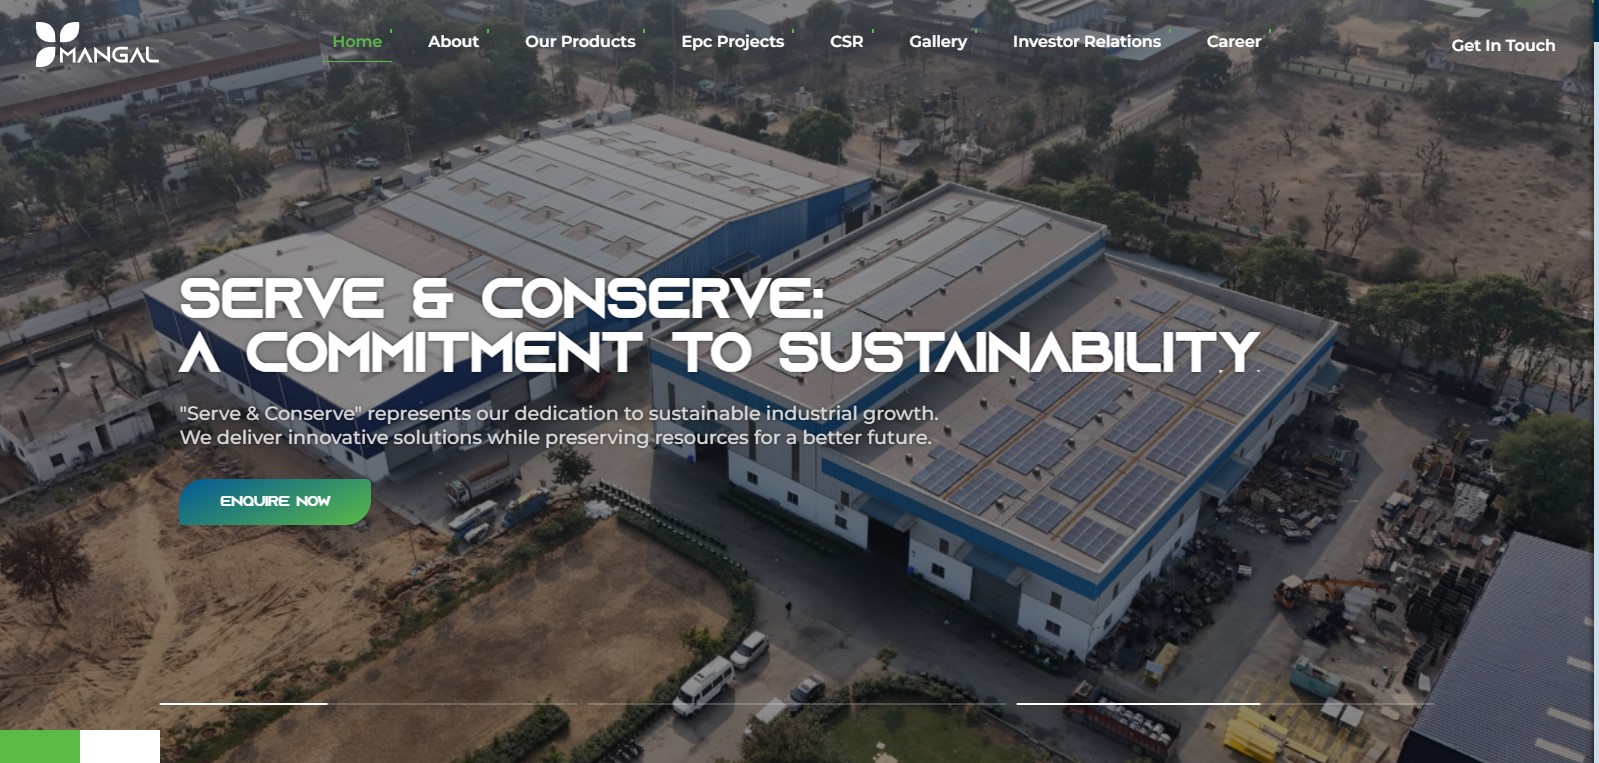 MANGAL
Home
About
Our Products
Epc Projects
CSR
Gallery
Investor Relations
Career
Get In Touch
SERVE & CONSERVE:
A COMMITMENT TO SUSTAINABILITY.
"Serve & Conserve" represents our dedication to sustainable industrial growth.
We deliver innovative solutions while preserving resources for a better future.
ENQUIRE NOW